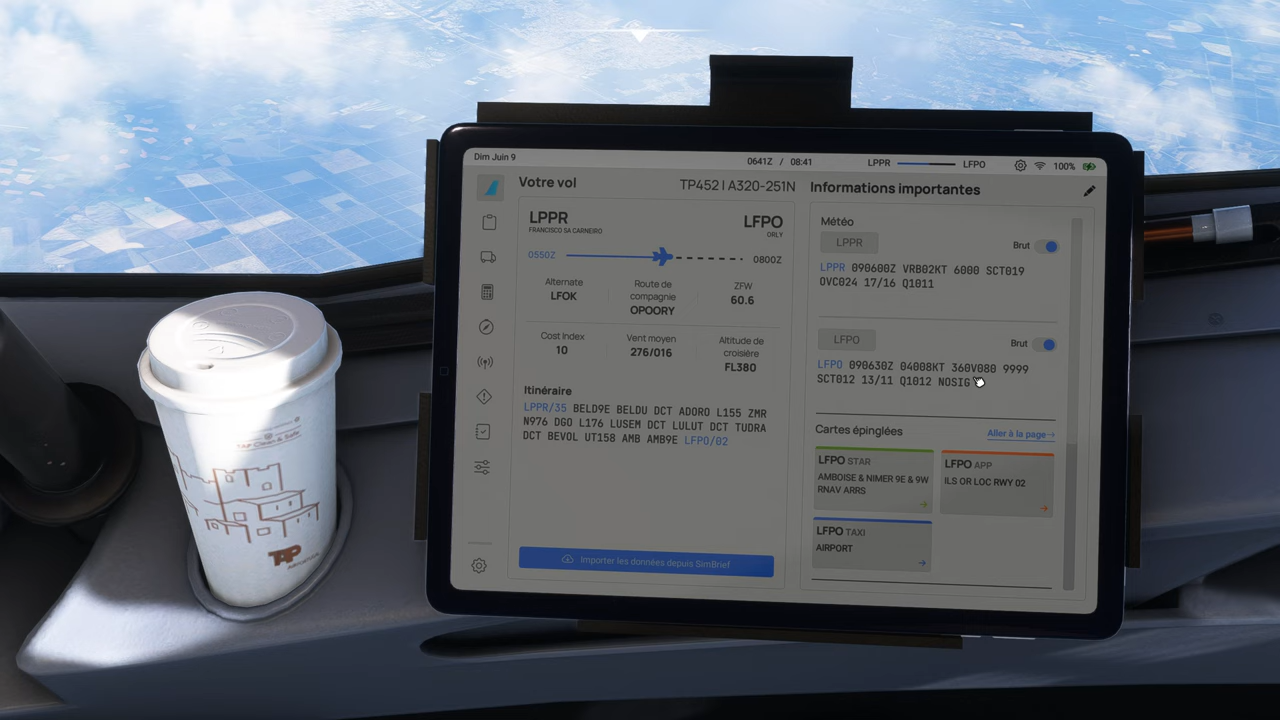 Dim Juin 9
0641Z / 08:41
LPPR LFPO
100%
Votre vol
TP452 | A320-251N
LPPR
FRANCISCO SA CARNEIRO
LFPO
ORLY
0550Z
0800Z
Alternate
LFOK
Route de
compagnie
OPOORY
ZFW
60.6
Cost Index
10
Vent moyen
276/016
Altitude de
croisière
FL380
Itinéraire
LPPR/35 BELD9E BELDU DCT ADORO L155 ZMR
N976 DGO L176 LUSEM DCT LULUT DCT TUDRA
DCT BEVOL UT158 AMB AMB9E LFPO/02
Importer les données depuis SimBrief
Informations importantes
Météo
LPPR
Brut
LPPR 090600Z VRB02KT 6000 SCT019
OVC024 17/16 Q1011
LFPO
Brut
LFPO 090630Z 04008KT 360V080 9999
SCT012 13/11 Q1012 NOSIG
Cartes épinglées
Aller à la page
LFPO STAR
AMBOISE & NIMER 9E & 9W
RNAV ARRS
LFPO APP
ILS OR LOC RWY 02
LFPO TAXI
AIRPORT
TAP Clean & Safe
TAP